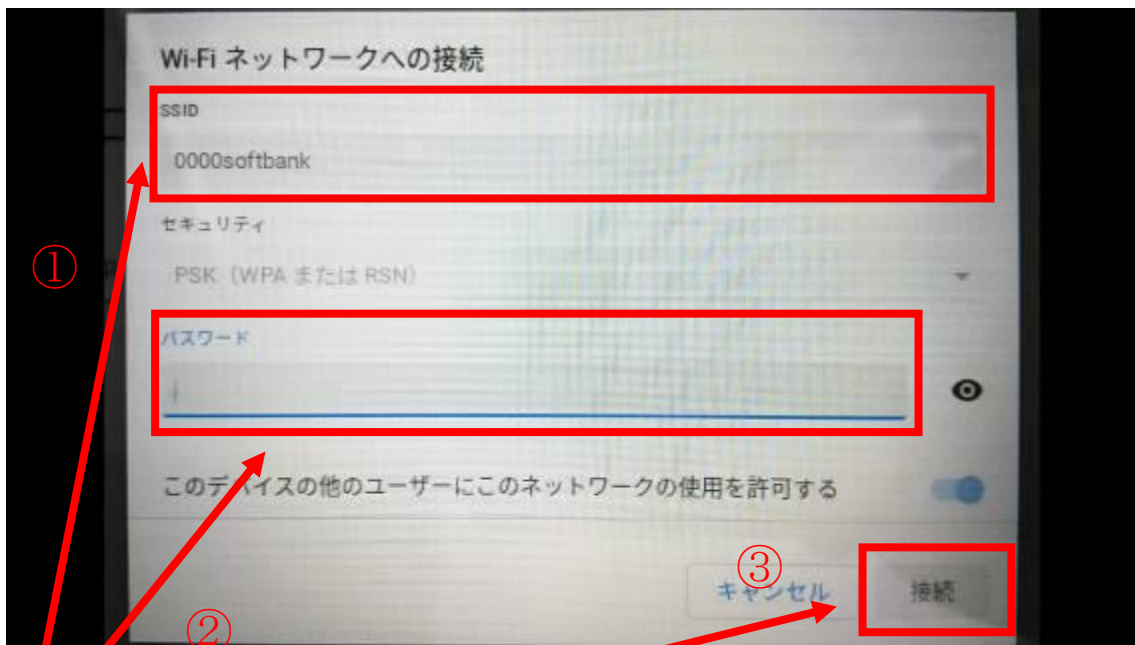 Wi-Fi ネットワークへの接続
SSID
0000softbank
①
セキュリティ
PSK（WPA または RSN）
パスワード
このデバイスの他のユーザーにこのネットワークの使用を許可する
③
キャンセル
接続
②